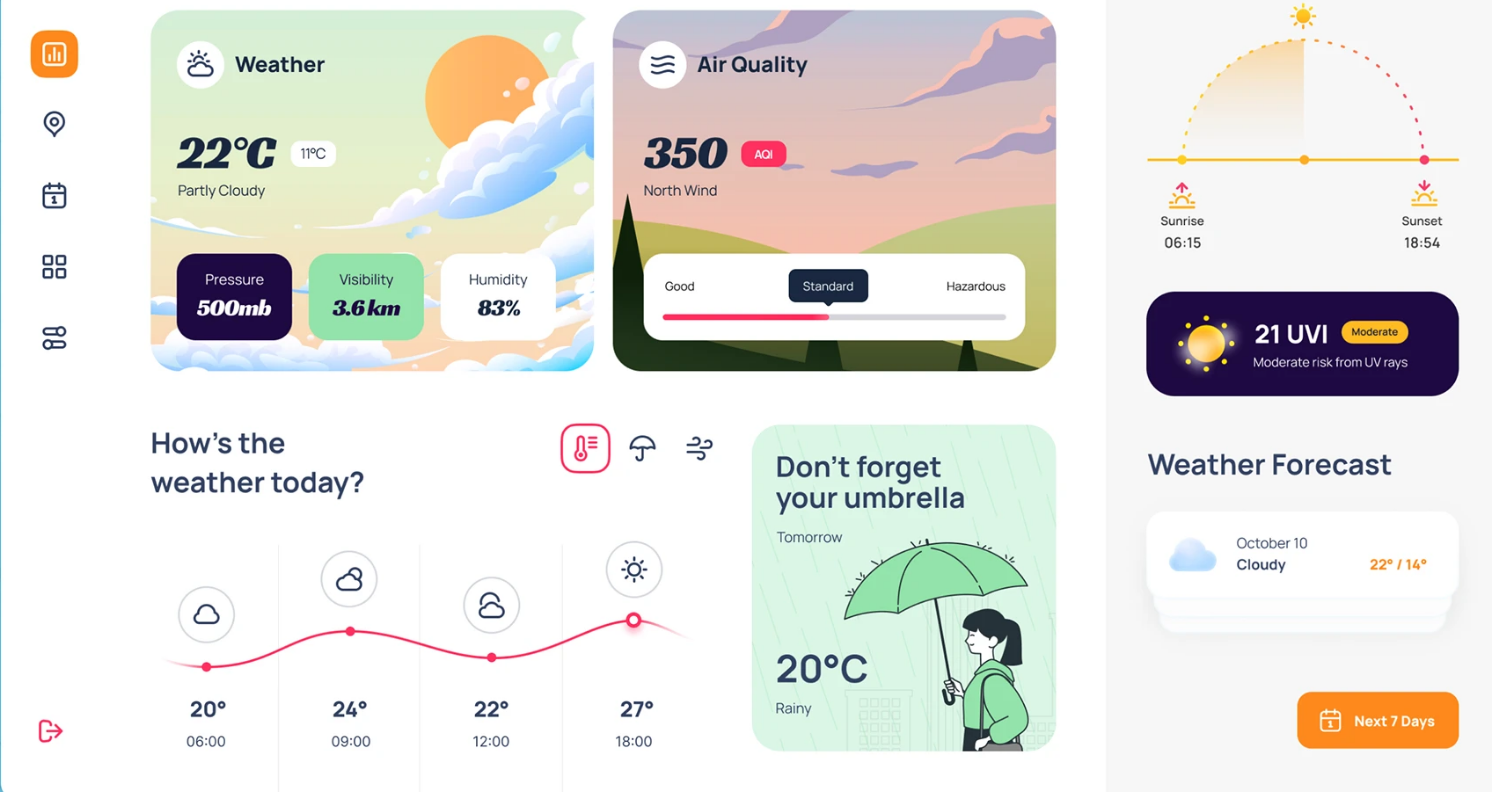 Weather
22°C
11°C
Partly Cloudy
Pressure
500mb
Visibility
3.6 km
Humidity
83%
Air Quality
350
AQI
North Wind
Good
Standard
Hazardous
Sunrise
06:15
Sunset
18:54
21 UVI
Moderate
Moderate risk from UV rays
How's the
weather today?
20°
06:00
24°
09:00
22°
12:00
27°
18:00
Don't forget
your umbrella
Tomorrow
20°C
Rainy
Weather Forecast
October 10
Cloudy
22° / 14°
1
Next 7 Days
1